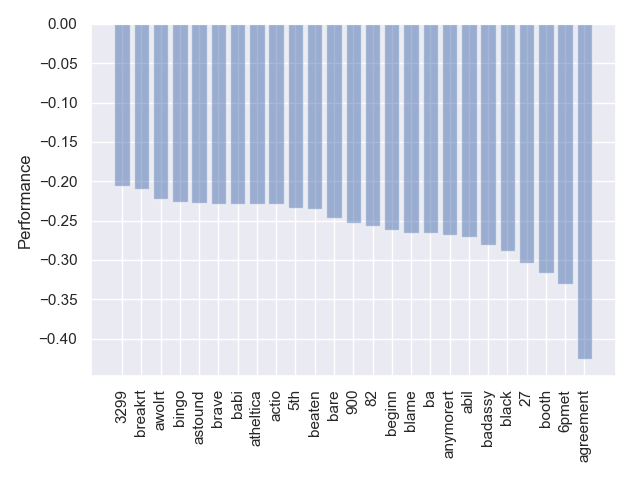 0.00
−0.05
−0.10
−0.15
−0.20
−0.25
−0.30
−0.35
−0.40
Performance
3299
breakrt
awolrt
bingo
astound
brave
babi
atheltica
actio
5th
beaten
bare
900
82
beginn
blame
ba
anymorert
abil
badassy
black
27
booth
6pmet
agreement